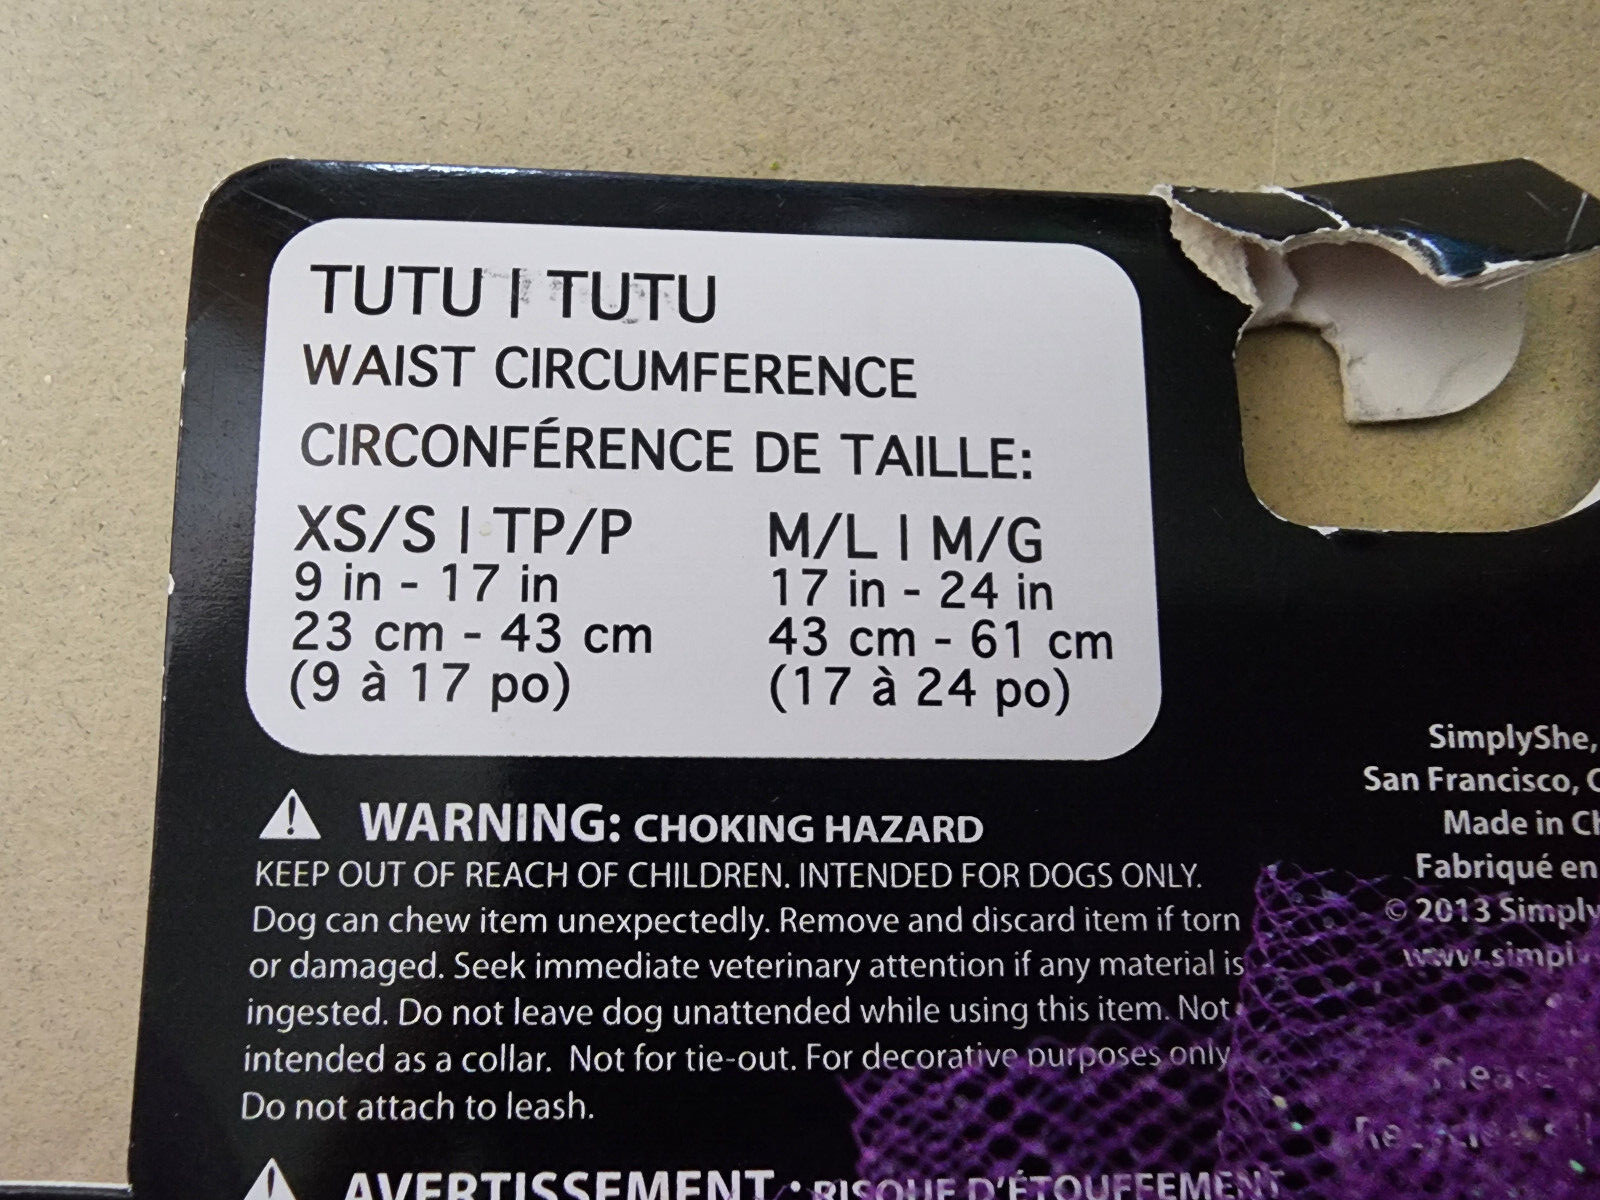 TUTU | TUTU
WAIST CIRCUMFERENCE
CIRCONFÉRENCE DE TAILLE:
XS/S | TP/P
9 in - 17 in
23 cm - 43 cm
(9 à 17 po)
M/L | M/G
17 in - 24 in
43 cm - 61 cm
(17 à 24 po)
WARNING: CHOKING HAZARD
KEEP OUT OF REACH OF CHILDREN. INTENDED FOR DOGS ONLY.
Dog can chew item unexpectedly. Remove and discard item if torn
or damaged. Seek immediate veterinary attention if any material is
ingested. Do not leave dog unattended while using this item. Not
intended as a collar. Not for tie-out. For decorative purposes only.
Do not attach to leash.
AVERTISSEMENT : RISQUE D'ÉTOUFFEMENT
SimplyShe,
San Francisco,
Made in
Fabriqué en
© 2013
Please